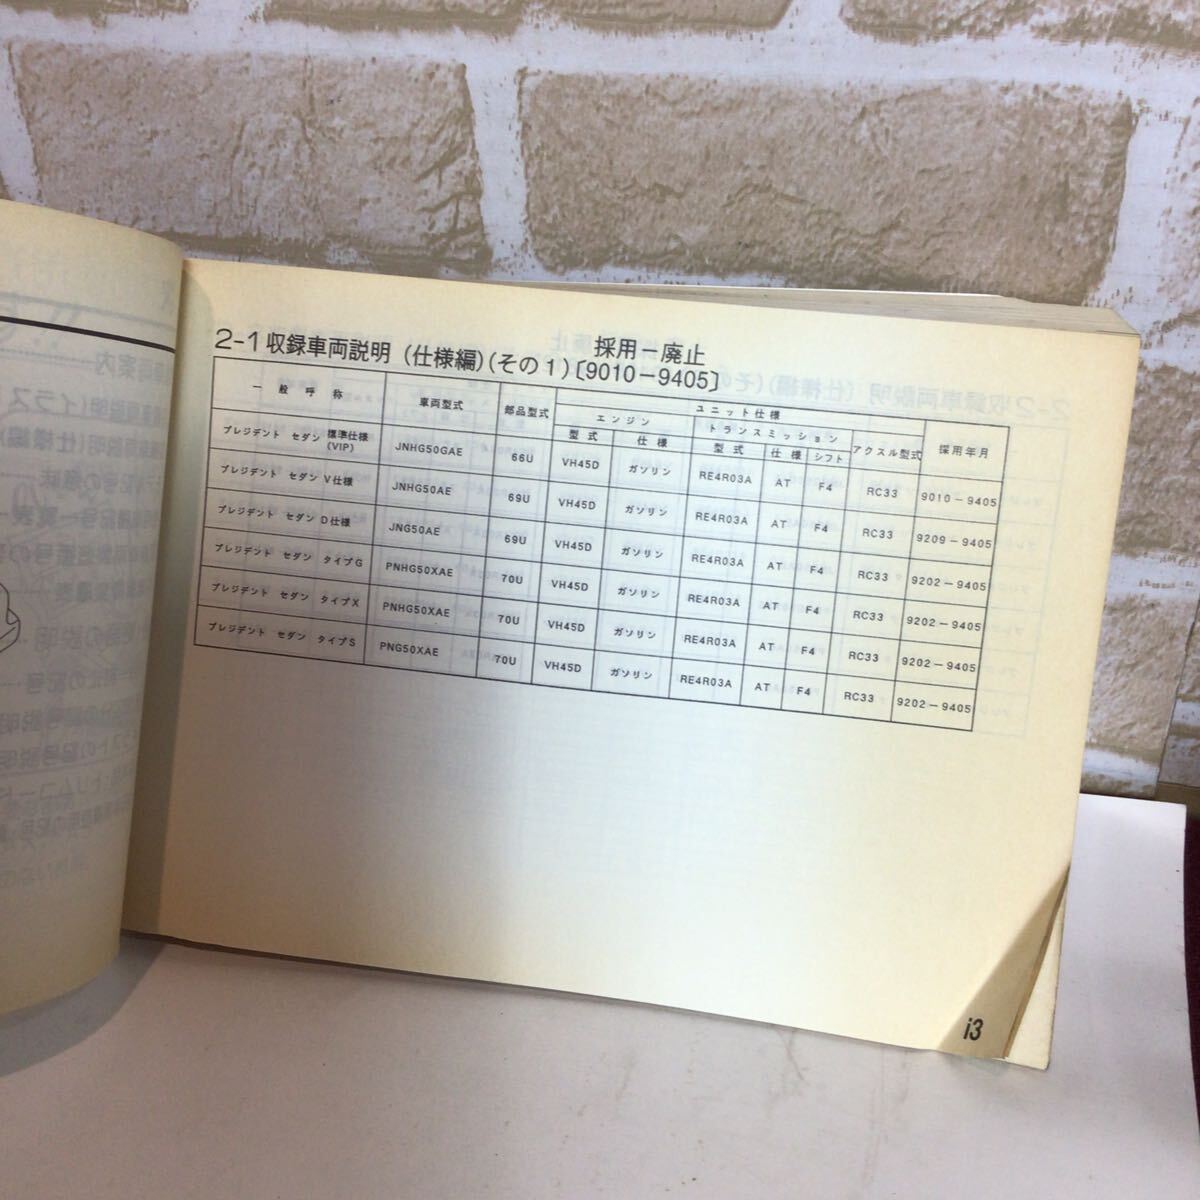 採用－廃止
2-1収録車両説明（仕様編）（その1）〔9010-9405〕
一般呼称 車両型式 部品型式 ユニット仕様 採用年月
エンジン トランスミッション アクスル型式
型式 仕様 型式 仕様 シフト
プレジデント セダン 標準仕様(VIP) JNHG50GAE 66U VH45D ガソリン RE4R03A AT F4 RC33 9010-9405
プレジデント セダン V仕様 JNHG50AE 69U VH45D ガソリン RE4R03A AT F4 RC33 9209-9405
プレジデント セダン D仕様 JNG50AE 69U VH45D ガソリン RE4R03A AT F4 RC33 9202-9405
プレジデント セダン タイプG PNHG50XAE 70U VH45D ガソリン RE4R03A AT F4 RC33 9202-9405
プレジデント セダン タイプX PNHG50XAE 70U VH45D ガソリン RE4R03A AT F4 RC33 9202-9405
プレジデント セダン タイプS PNG50XAE 70U VH45D ガソリン RE4R03A AT F4 RC33 9202-9405
i3